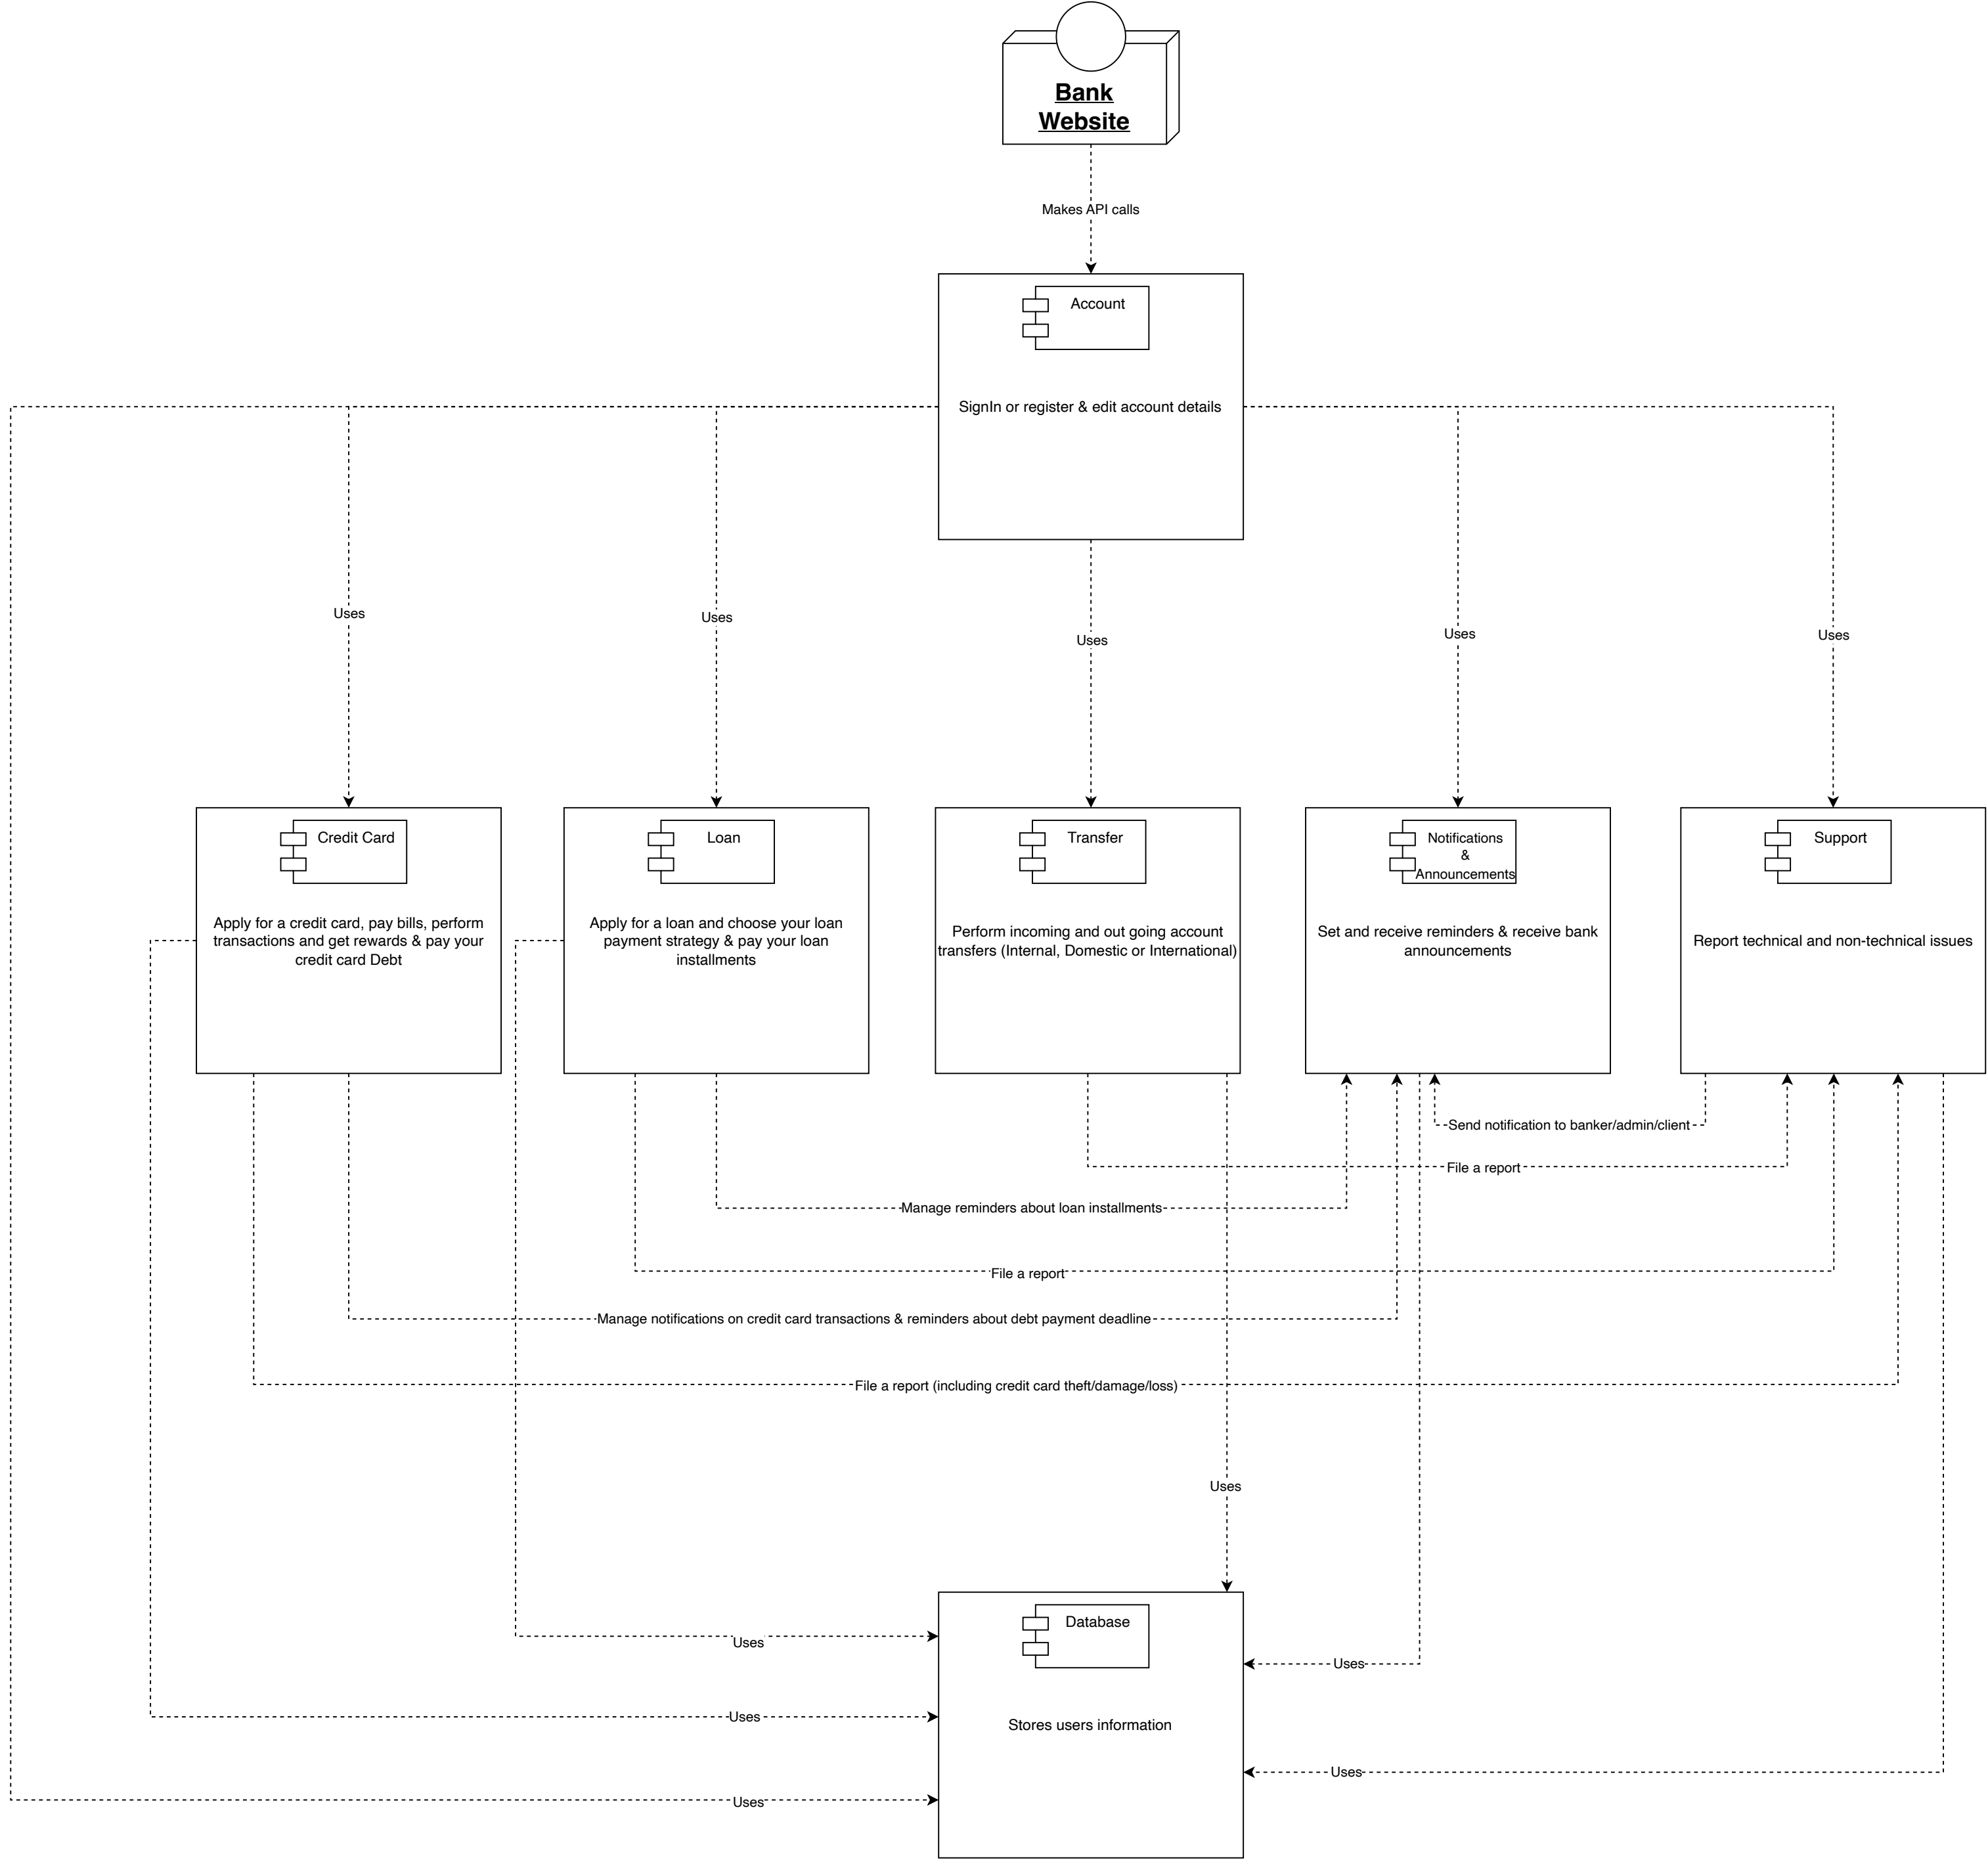 Bank
Website
Makes API calls
Account
SignIn or register & edit account details
Uses
Uses
Uses
Uses
Uses
Credit Card
Apply for a credit card, pay bills, perform
transactions and get rewards & pay your
credit card Debt
Loan
Apply for a loan and choose your loan
payment strategy & pay your loan
installments
Transfer
Perform incoming and out going account
transfers (Internal, Domestic or International)
Notifications
&
Announcements
Set and receive reminders & receive bank
announcements
Support
Report technical and non-technical issues
Send notification to banker/admin/client
File a report
Manage reminders about loan installments
File a report
Manage notifications on credit card transactions & reminders about debt payment deadline
File a report (including credit card theft/damage/loss)
Uses
Database
Stores users information
Uses
Uses
Uses
Uses
Uses